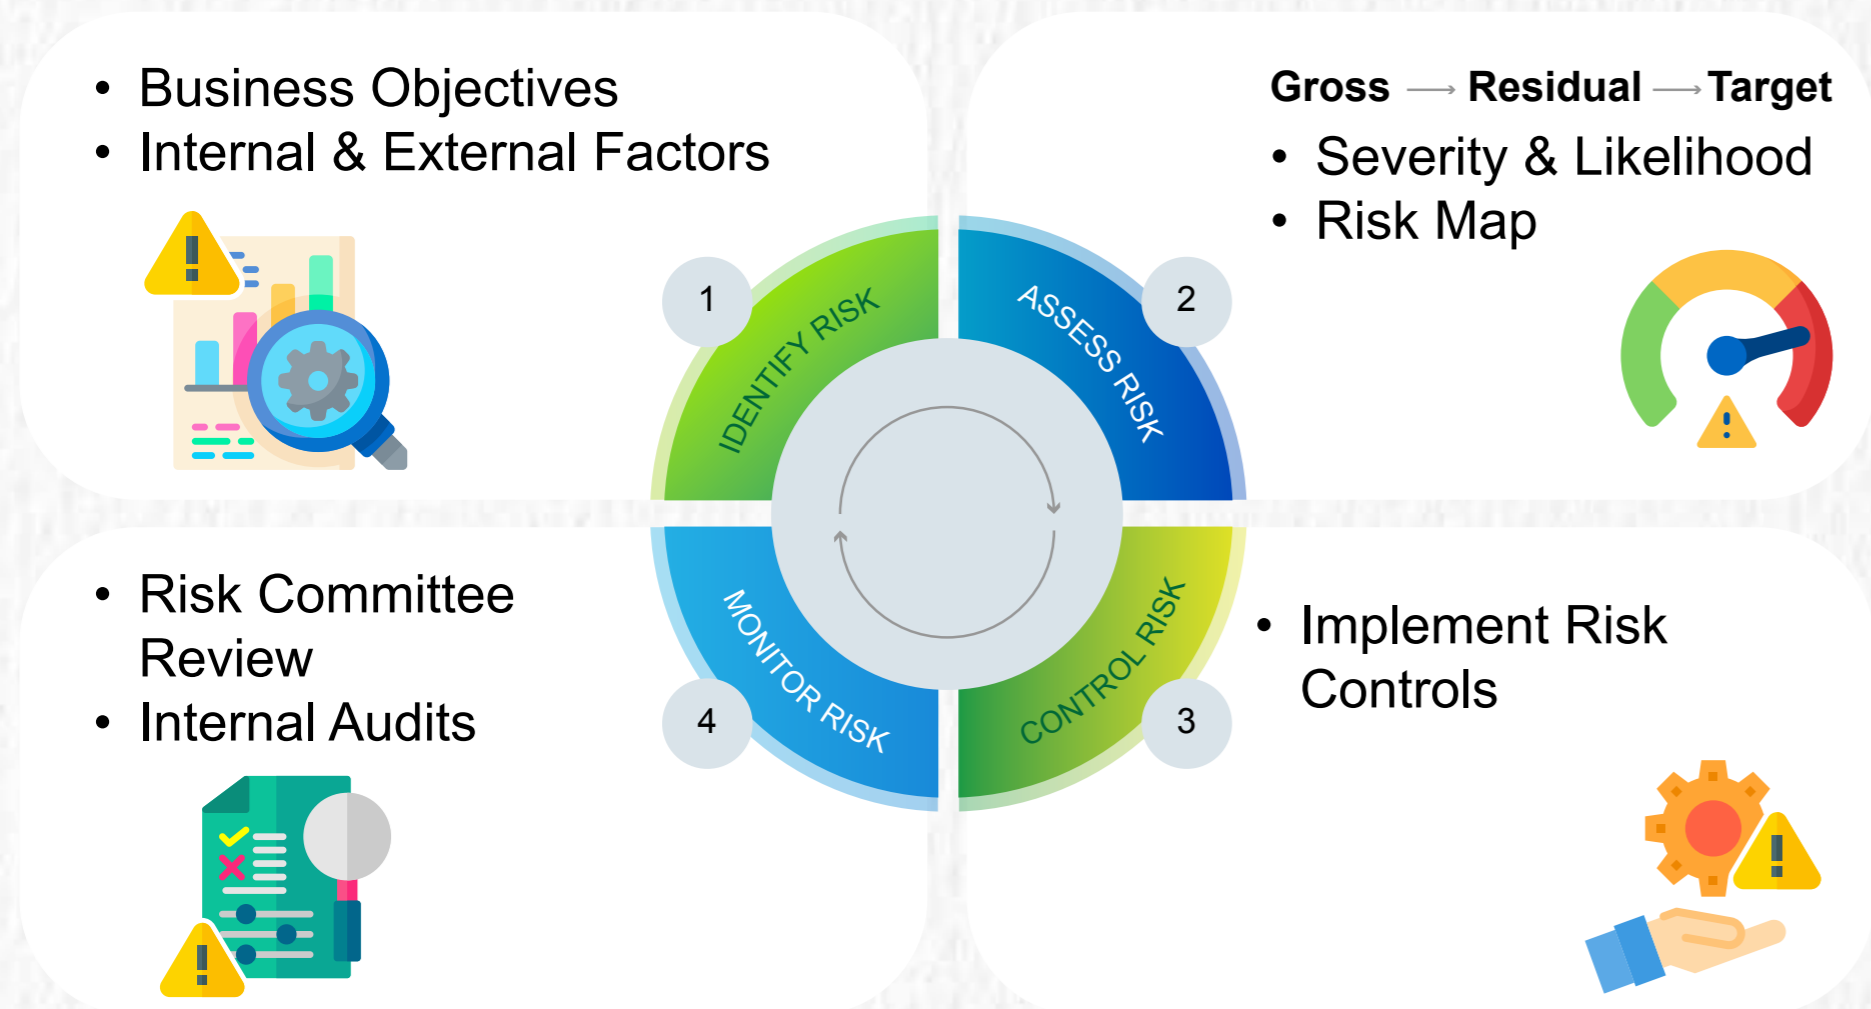 • Business Objectives
• Internal & External Factors
1
IDENTIFY RISK
Gross → Residual → Target
• Severity & Likelihood
• Risk Map
2
ASSESS RISK
• Implement Risk
Controls
3
CONTROL RISK
• Risk Committee
Review
• Internal Audits
4
MONITOR RISK